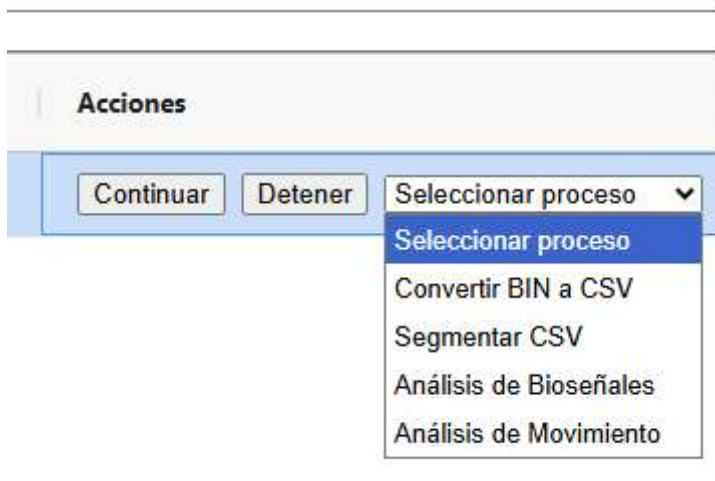 Acciones
Continuar Detener Seleccionar proceso
Seleccionar proceso
Convertir BIN a CSV
Segmentar CSV
Análisis de Bioseñales
Análisis de Movimiento